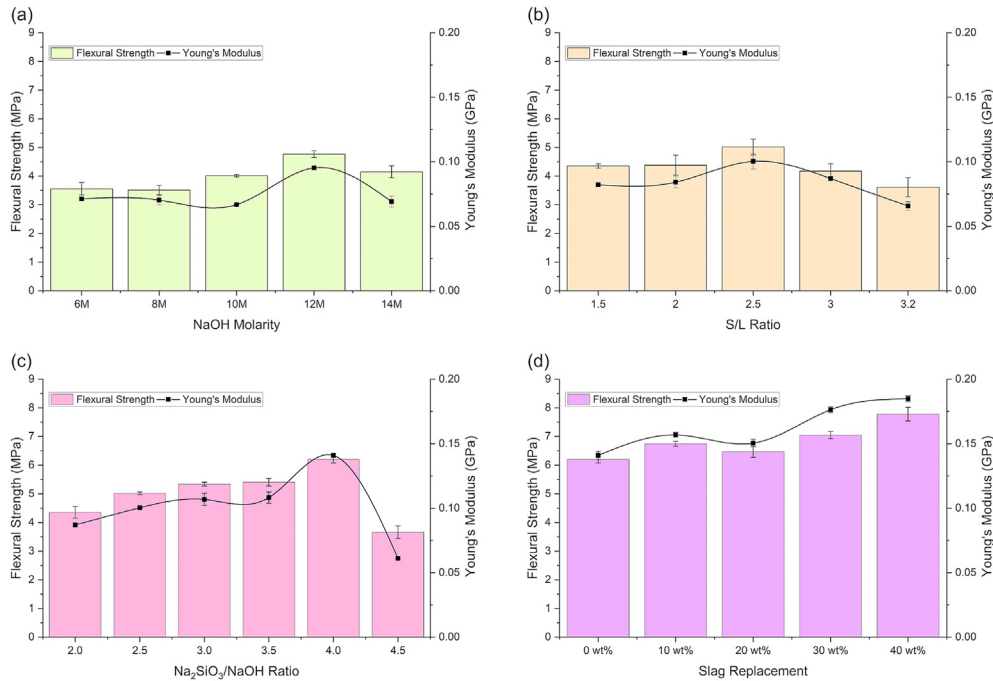 (a)
Flexural Strength Young's Modulus
Flexural Strength (MPa)
0 1 2 3 4 5 6 7 8 9
Young's Modulus (GPa)
0.00 0.05 0.10 0.15 0.20
6M 8M 10M 12M 14M
NaOH Molarity
(b)
Flexural Strength Young's Modulus
Flexural Strength (MPa)
0 1 2 3 4 5 6 7 8 9
Young's Modulus (GPa)
0.00 0.05 0.10 0.15 0.20
1.5 2 2.5 3 3.2
S/L Ratio
(c)
Flexural Strength Young's Modulus
Flexural Strength (MPa)
0 1 2 3 4 5 6 7 8 9
Young's Modulus (GPa)
0.00 0.05 0.10 0.15 0.20
2.0 2.5 3.0 3.5 4.0 4.5
Na₂SiO₃/NaOH Ratio
(d)
Flexural Strength Young's Modulus
Flexural Strength (MPa)
0 1 2 3 4 5 6 7 8 9
Young's Modulus (GPa)
0.00 0.05 0.10 0.15 0.20
0 wt% 10 wt% 20 wt% 30 wt% 40 wt%
Slag Replacement